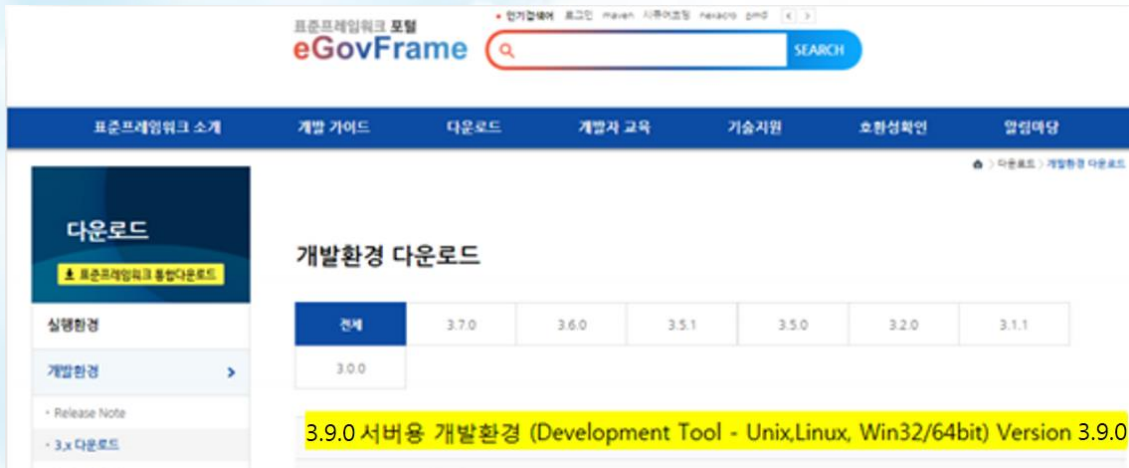 • 인기검색어 로그인 maven 시큐어코딩 nexacro pmd < >
표준프레임워크 포털
eGovFrame
SEARCH
표준프레임워크 소개 개발 가이드 다운로드 개발자 교육 기술지원 호환성확인 알림마당
> 다운로드 > 개발환경 다운로드
다운로드
표준프레임워크 통합다운로드
개발환경 다운로드
실행환경
전체 3.7.0 3.6.0 3.5.1 3.5.0 3.2.0 3.1.1
개발환경 >
3.0.0
• Release Note
3.9.0 서버용 개발환경 (Development Tool - Unix,Linux, Win32/64bit) Version 3.9.0
• 3.x 다운로드